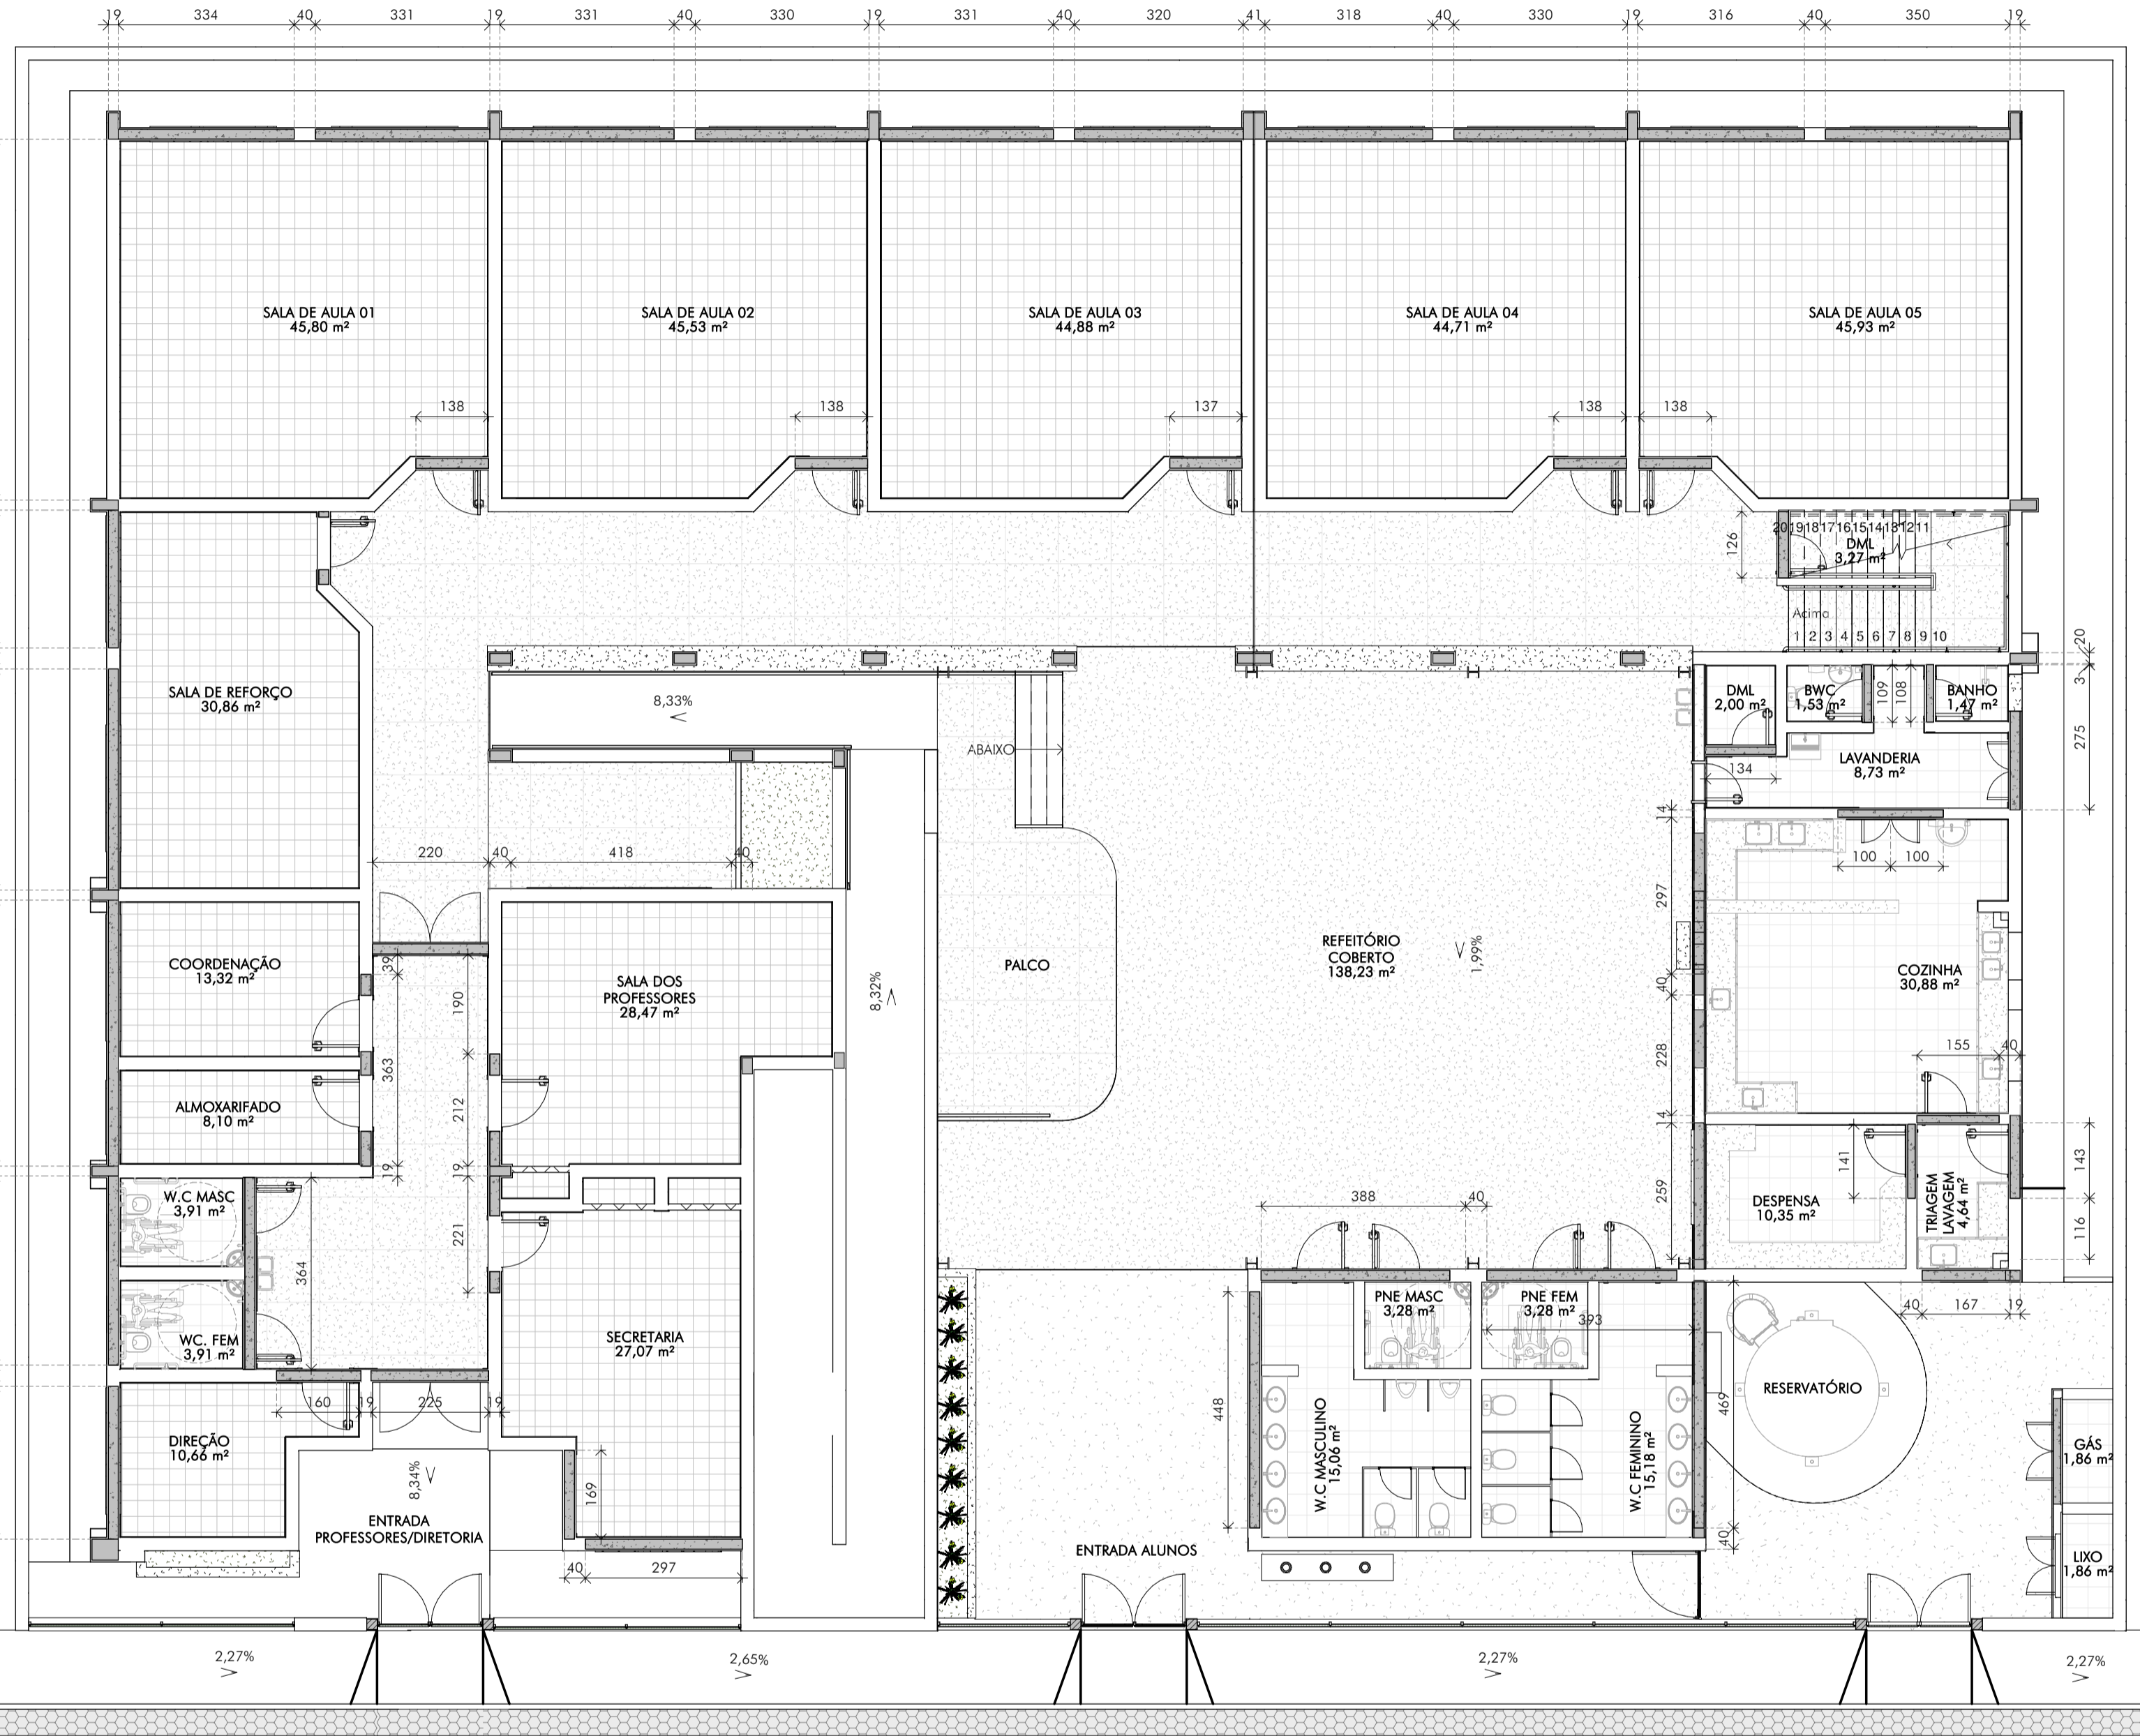 19 334 40 331 19 331 40 330 19 331 40 320 41 318 40 330 19 316 40 350 19
SALA DE AULA 01
45,80 m²
SALA DE AULA 02
45,53 m²
SALA DE AULA 03
44,88 m²
SALA DE AULA 04
44,71 m²
SALA DE AULA 05
45,93 m²
138
138
137
138
138
126
20 19 18 17 16 15 14 13 12 11
DML
3,27 m²
Acima
1 2 3 4 5 6 7 8 9 10
20
3
275
SALA DE REFORÇO
30,86 m²
8,33%
ABAIXO
DML
2,00 m²
BWC
1,53 m²
109
108
BANHO
1,47 m²
LAVANDERIA
8,73 m²
134
14
220
40
418
40
100
100
297
COORDENAÇÃO
13,32 m²
39
190
SALA DOS
PROFESSORES
28,47 m²
8,32%
PALCO
REFEITÓRIO
COBERTO
138,23 m²
1,99%
40
COZINHA
30,88 m²
363
228
155
40
ALMOXARIFADO
8,10 m²
212
14
19
19
141
143
259
W.C MASC
3,91 m²
221
388
40
DESPENSA
10,35 m²
TRIAGEM
LAVAGEM
4,64 m²
116
364
WC. FEM
3,91 m²
SECRETARIA
27,07 m²
PNE MASC
3,28 m²
PNE FEM
3,28 m²
393
40
167
19
RESERVATÓRIO
160
19
225
19
448
W.C MASCULINO
15,06 m²
W.C FEMININO
15,18 m²
469
DIREÇÃO
10,66 m²
8,34%
169
GÁS
1,86 m²
ENTRADA
PROFESSORES/DIRETORIA
ENTRADA ALUNOS
40
LIXO
1,86 m²
40
297
2,27%
2,65%
2,27%
2,27%